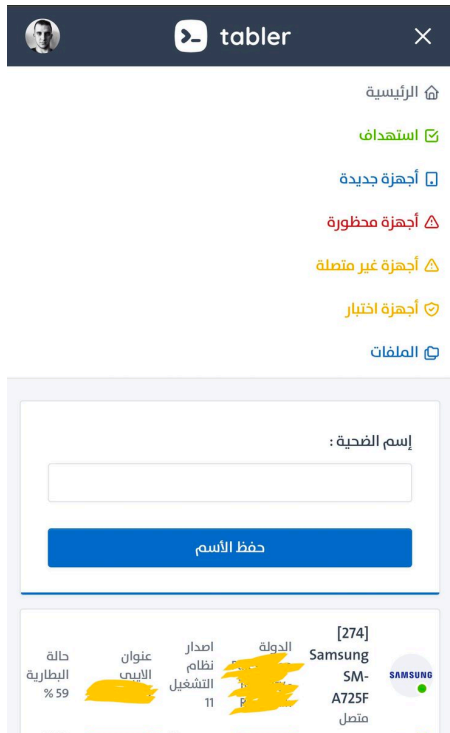 tabler
الرئيسية
استهداف
أجهزة جديدة
أجهزة محظورة
أجهزة غير متصلة
أجهزة اختبار
الملفات
إسم الضحية :
حفظ الأسم
SAMSUNG
[274]
Samsung
SM-
A725F
متصل
الدولة
اصدار
نظام
التشغيل
11
عنوان
الايبي
حالة
البطارية
59 %